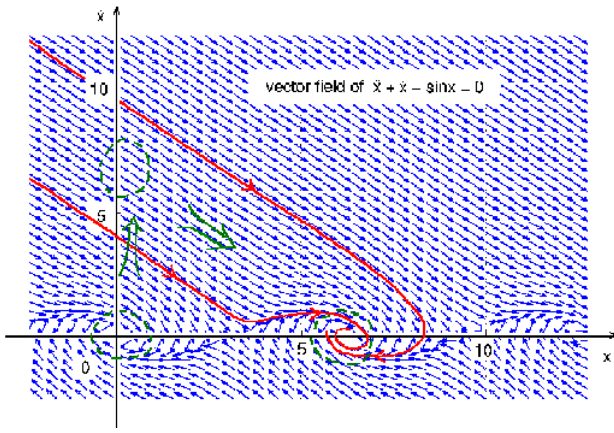 ẋ
vector field of ẍ + ẋ − sinx = 0
10
5
5
10
x
0